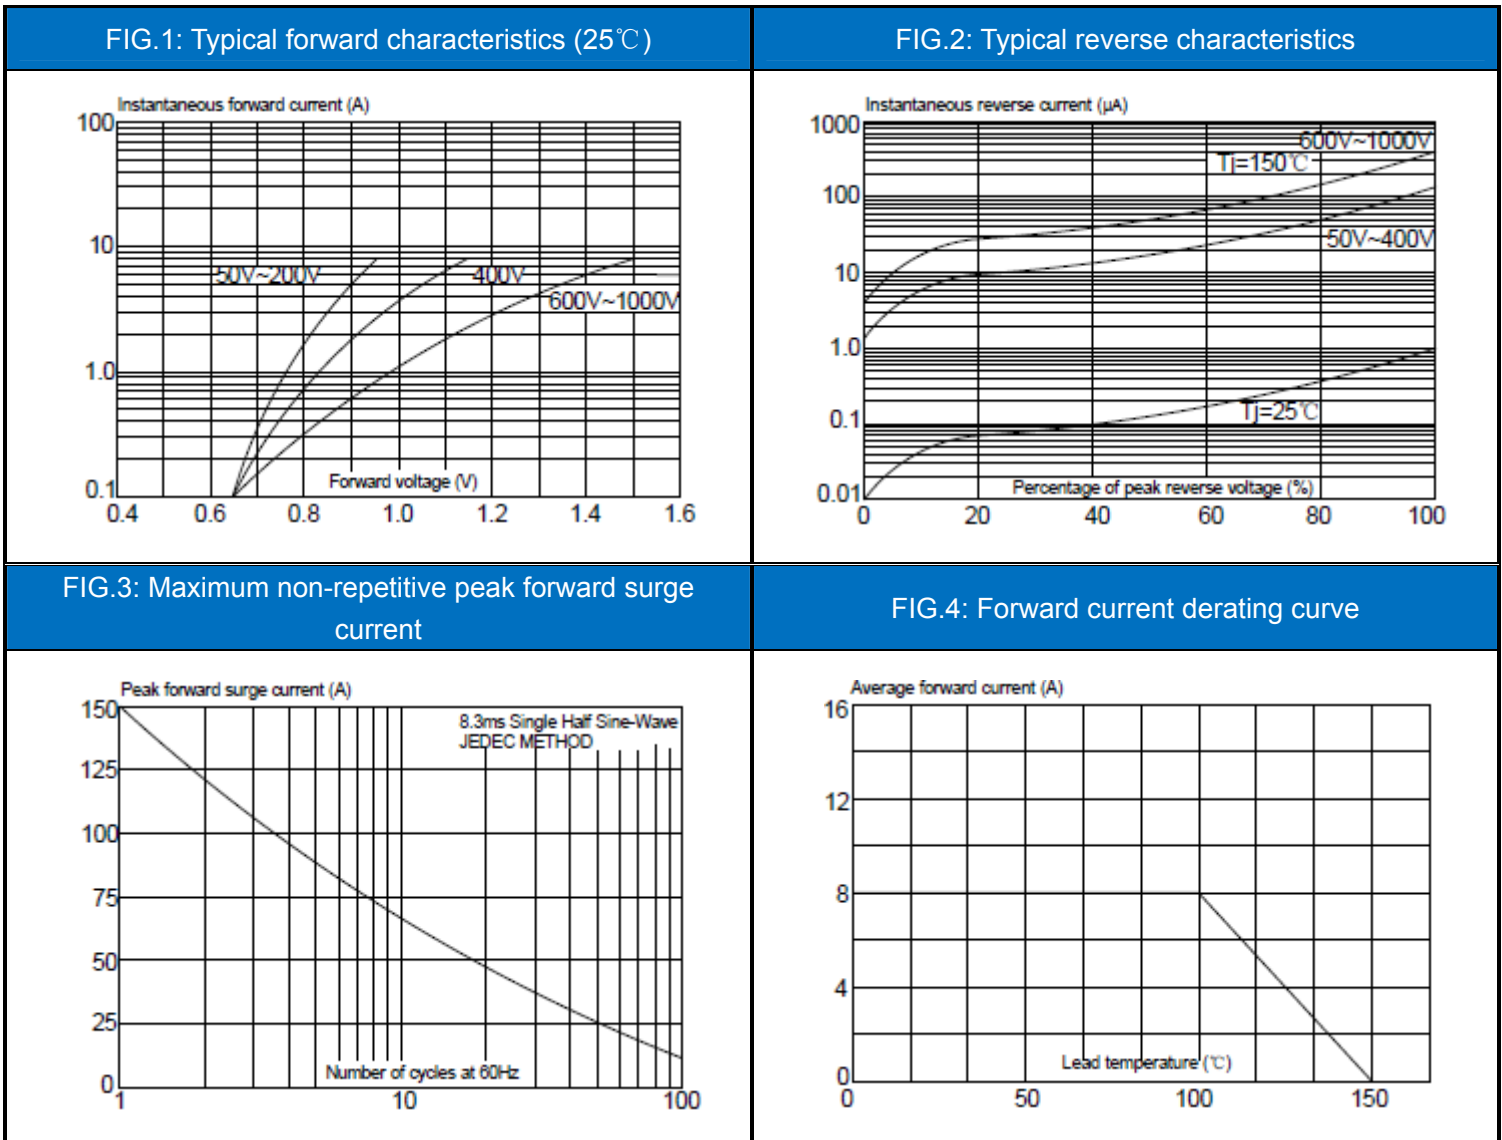 FIG.1: Typical forward characteristics (25℃)
Instantaneous forward current (A)
100
10
1.0
0.1
50V~200V
400V
600V~1000V
Forward voltage (V)
0.4 0.6 0.8 1.0 1.2 1.4 1.6
FIG.2: Typical reverse characteristics
Instantaneous reverse current (μA)
1000
100
10
1.0
0.1
0.01
600V~1000V
Tj=150℃
50V~400V
Tj=25℃
Percentage of peak reverse voltage (%)
0 20 40 60 80 100
FIG.3: Maximum non-repetitive peak forward surge
current
Peak forward surge current (A)
150
125
100
75
50
25
0
8.3ms Single Half Sine-Wave
JEDEC METHOD
Number of cycles at 60Hz
1 10 100
FIG.4: Forward current derating curve
Average forward current (A)
16
12
8
4
0
Lead temperature (℃)
0 50 100 150